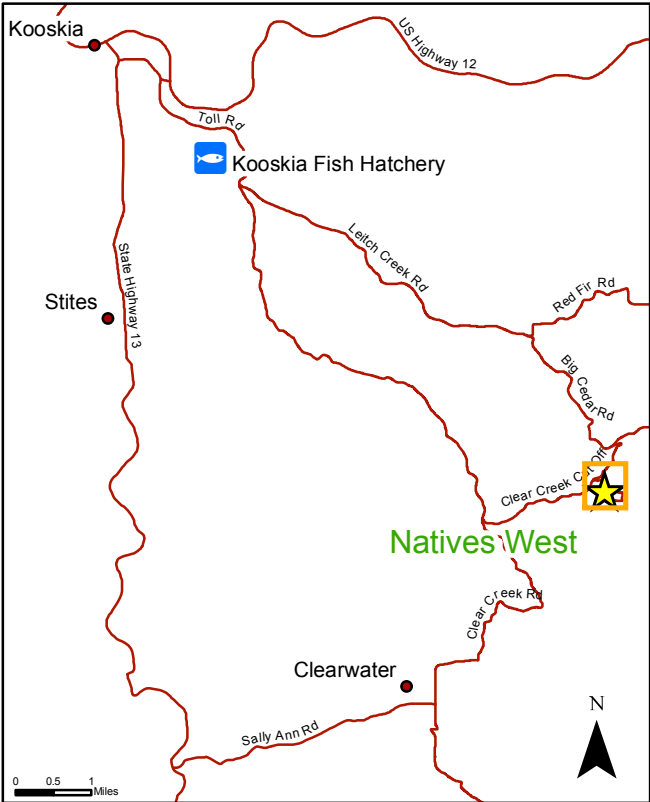 Kooskia
US Highway 12
Toll Rd
Kooskia Fish Hatchery
Leitch Creek Rd
State Highway 13
Red Fir Rd
Stites
Big Cedar Rd
Clear Creek Cut Off
Natives West
Clear Creek Rd
Clearwater
Sally Ann Rd
N
0 0.5 1
Miles